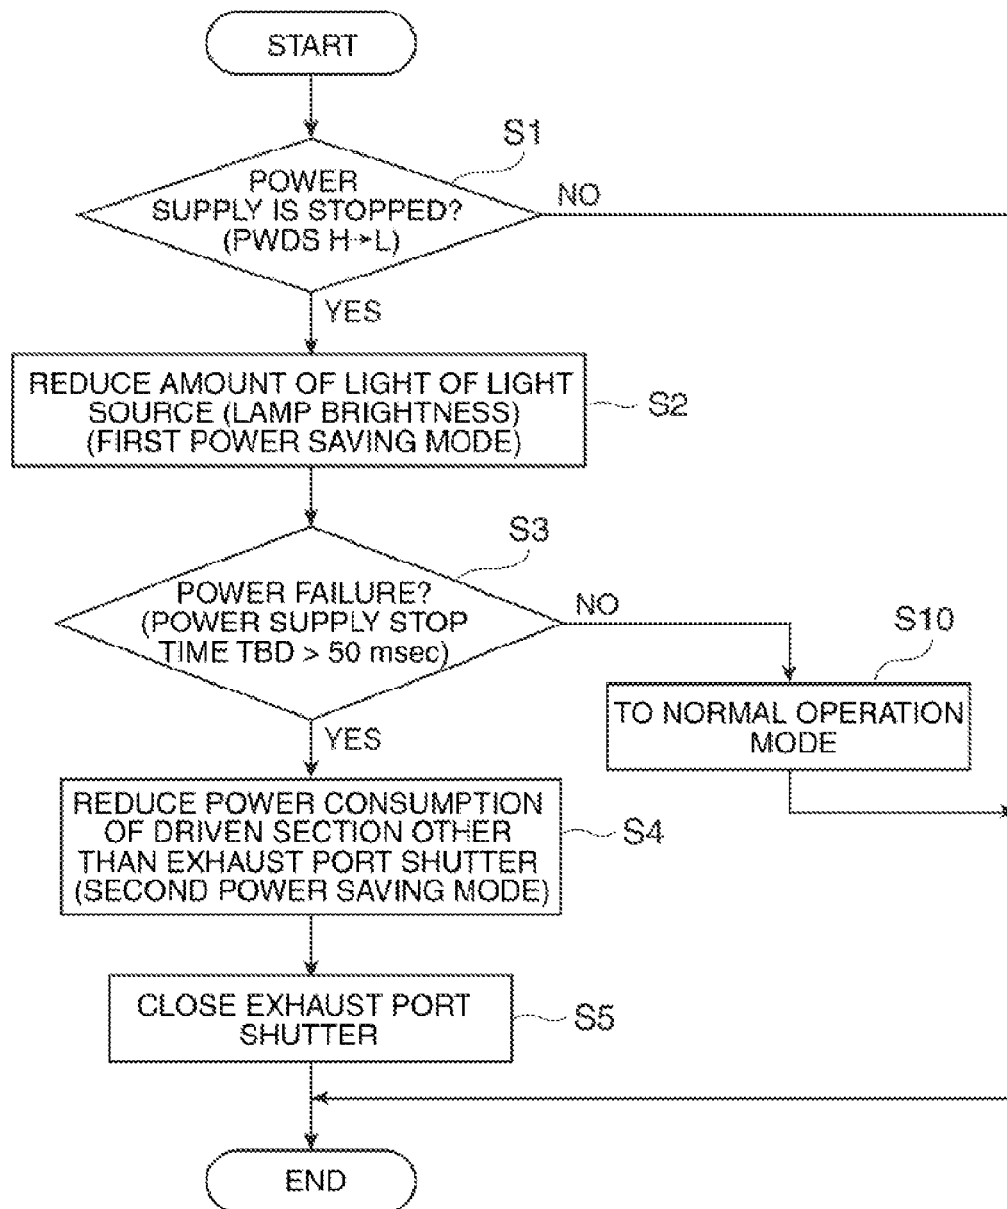 START
S1
POWER
SUPPLY IS STOPPED?
(PWDS H→L)
NO
YES
REDUCE AMOUNT OF LIGHT OF LIGHT
SOURCE (LAMP BRIGHTNESS)
(FIRST POWER SAVING MODE)
S2
S3
POWER FAILURE?
(POWER SUPPLY STOP
TIME TBD > 50 msec)
NO
S10
YES
TO NORMAL OPERATION
MODE
REDUCE POWER CONSUMPTION
OF DRIVEN SECTION OTHER
THAN EXHAUST PORT SHUTTER
(SECOND POWER SAVING MODE)
S4
CLOSE EXHAUST PORT
SHUTTER
S5
END